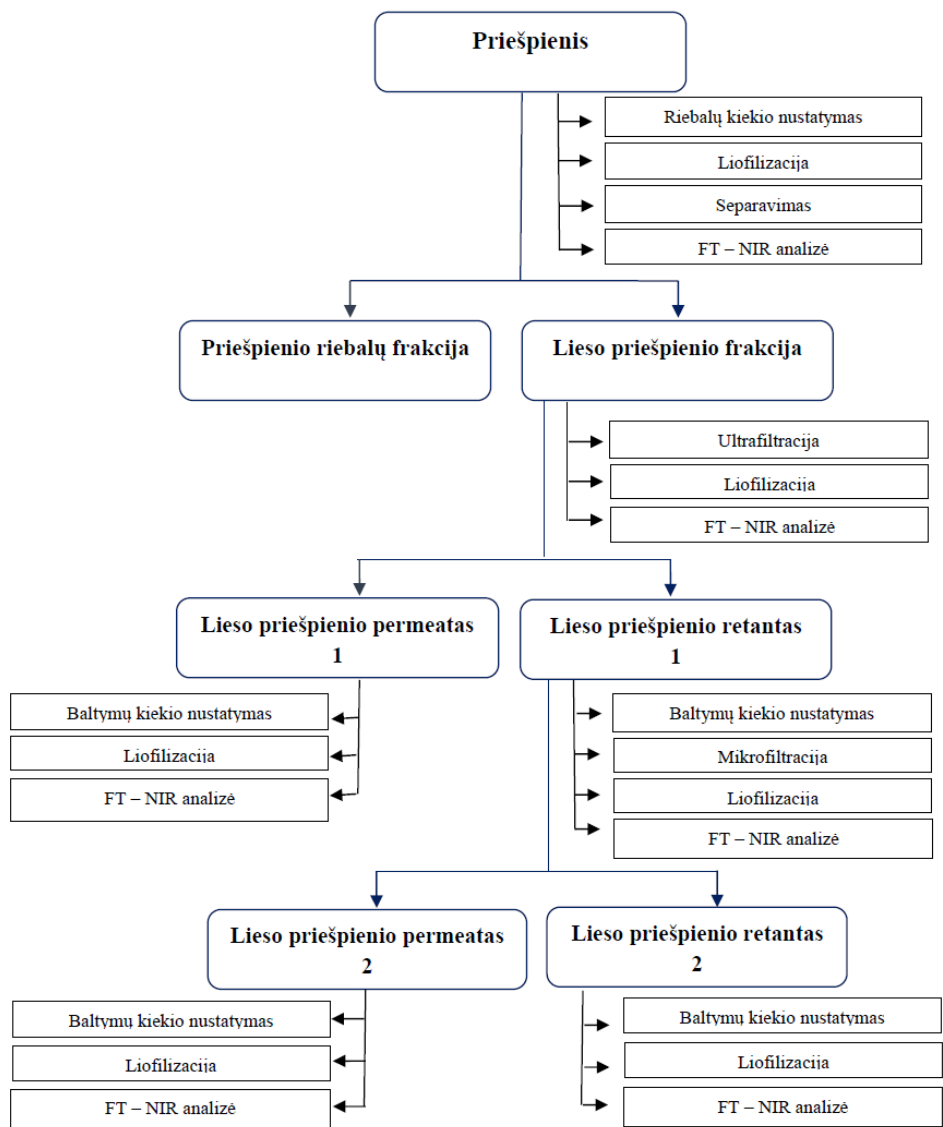 Priešpienis
Riebalų kiekio nustatymas
Liofilizacija
Separavimas
FT – NIR analizė
Priešpienio riebalų frakcija
Lieso priešpienio frakcija
Ultrafiltracija
Liofilizacija
FT – NIR analizė
Lieso priešpienio permeatas
1
Lieso priešpienio retantas
1
Baltymų kiekio nustatymas
Liofilizacija
FT – NIR analizė
Baltymų kiekio nustatymas
Mikrofiltracija
Liofilizacija
FT – NIR analizė
Lieso priešpienio permeatas
2
Lieso priešpienio retantas
2
Baltymų kiekio nustatymas
Liofilizacija
FT – NIR analizė
Baltymų kiekio nustatymas
Liofilizacija
FT – NIR analizė